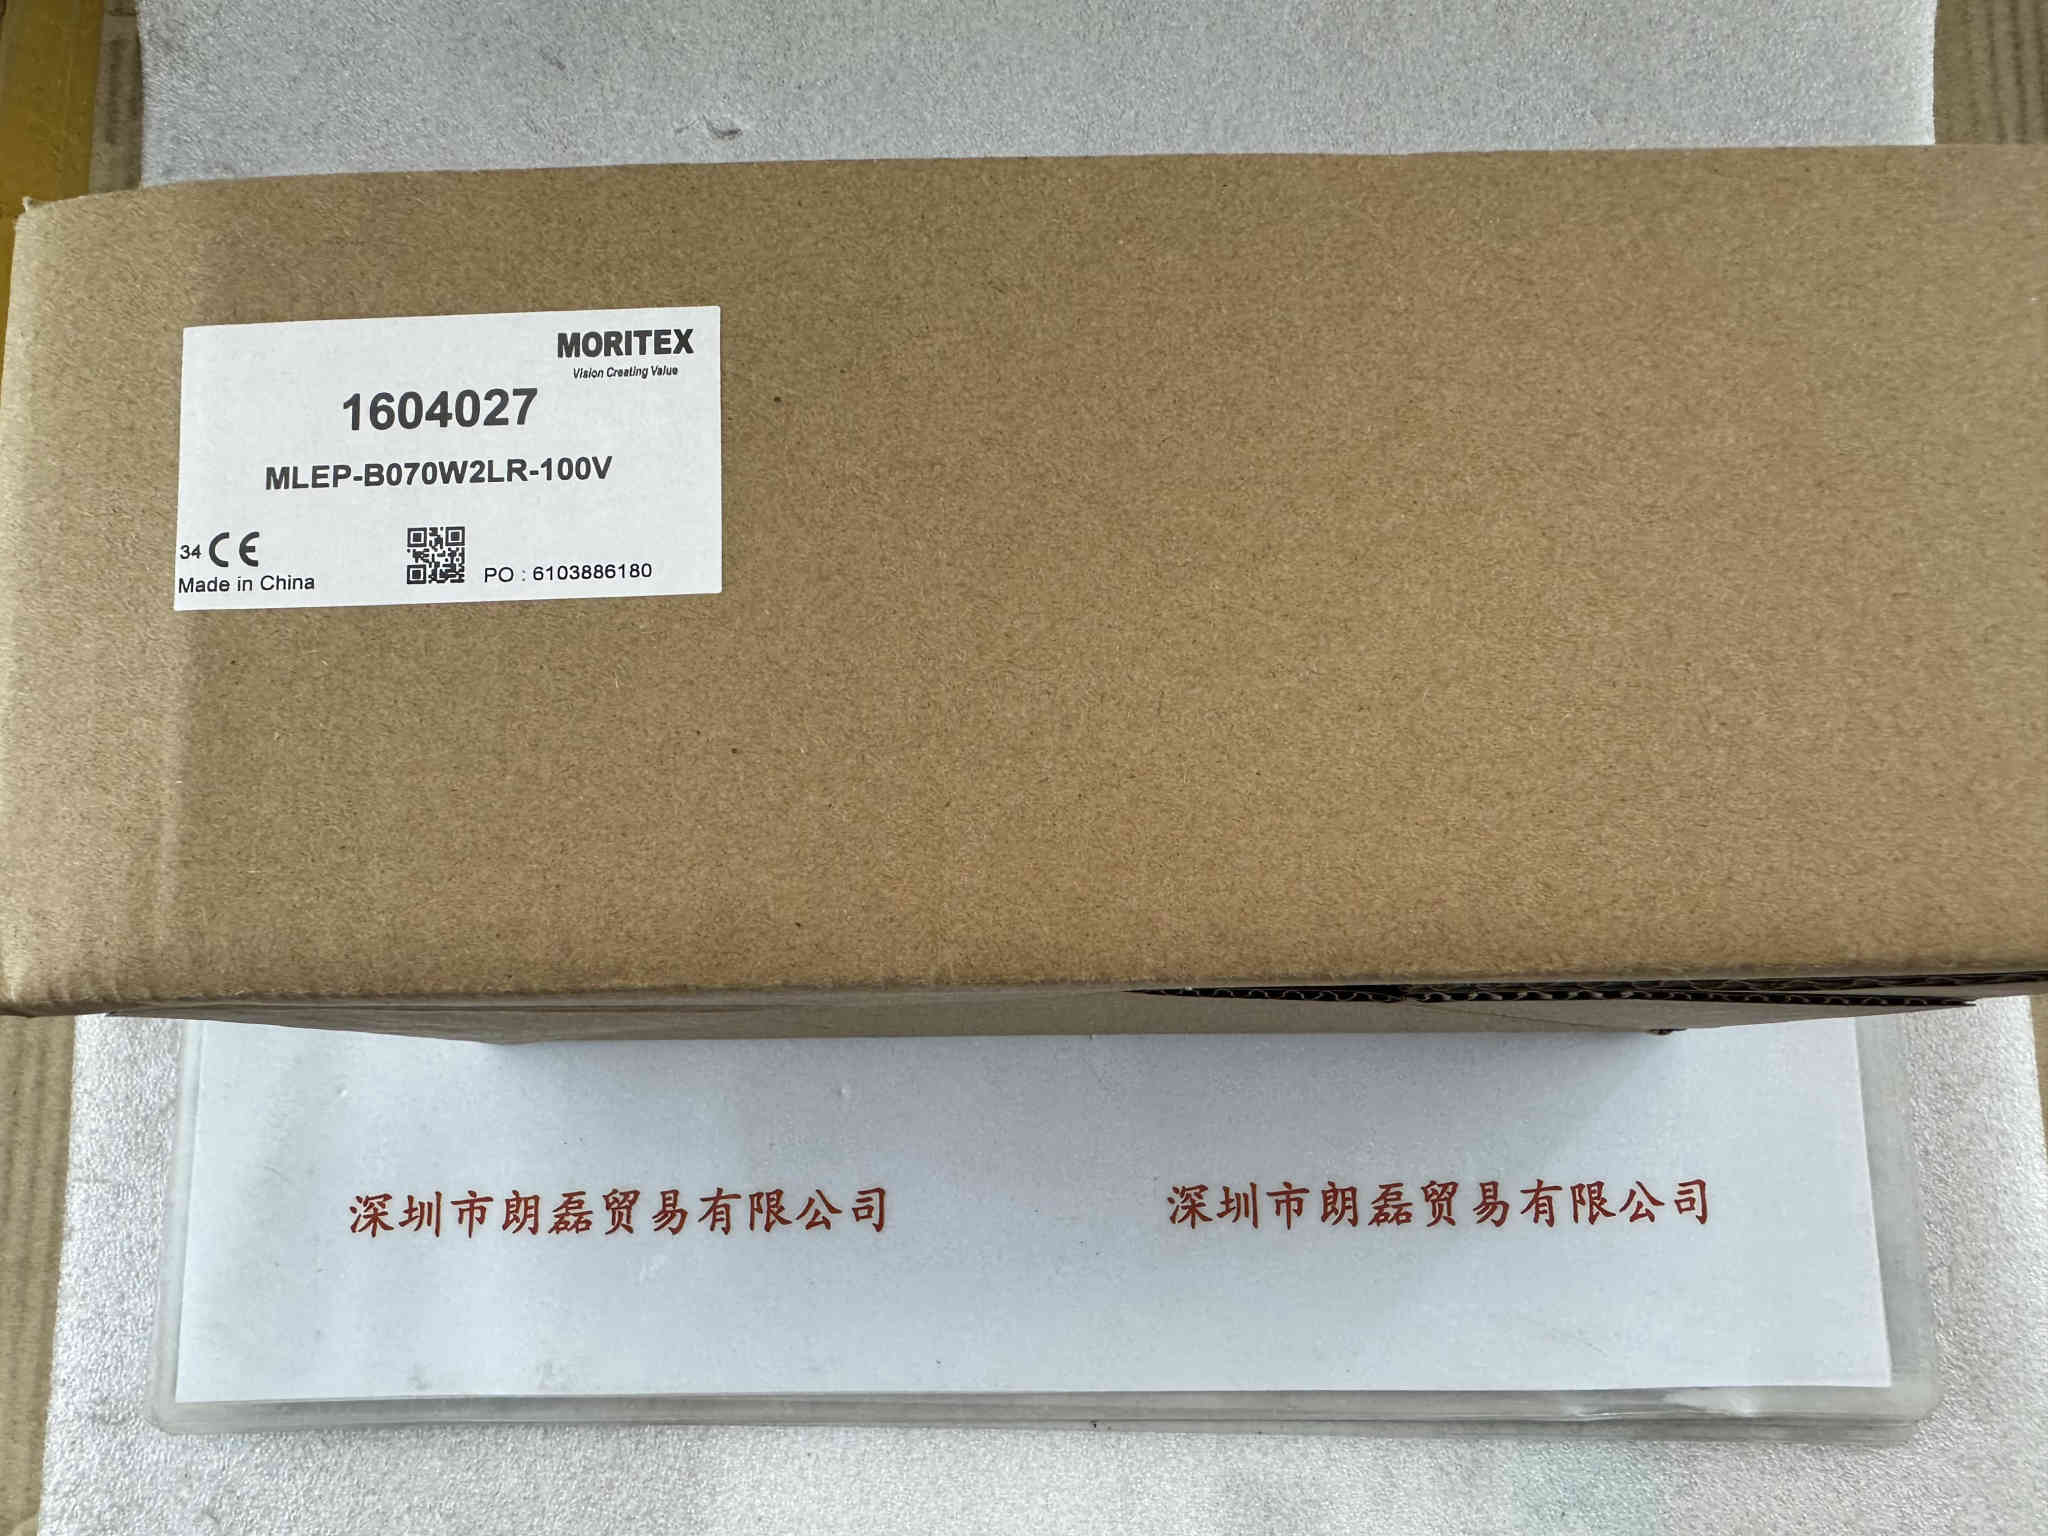 MORITEX
Vision Creating Value
1604027
MLEP-B070W2LR-100V
34 CE
Made in China
PO : 6103886180
深圳市朗磊贸易有限公司
深圳市朗磊贸易有限公司